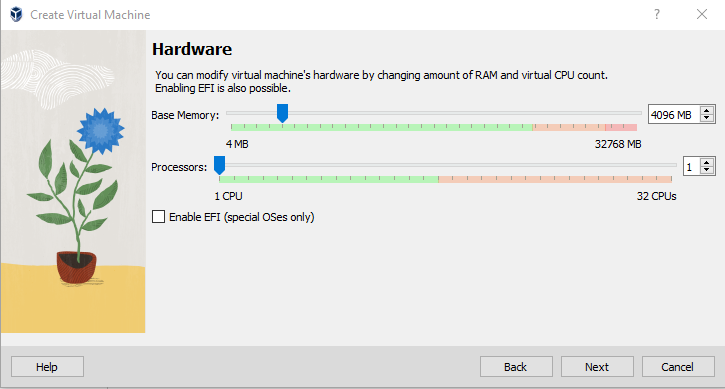 Create Virtual Machine
Hardware
You can modify virtual machine's hardware by changing amount of RAM and virtual CPU count.
Enabling EFI is also possible.
Base Memory: 4096 MB
4 MB 32768 MB
Processors: 1
1 CPU 32 CPUs
Enable EFI (special OSes only)
Help Back Next Cancel